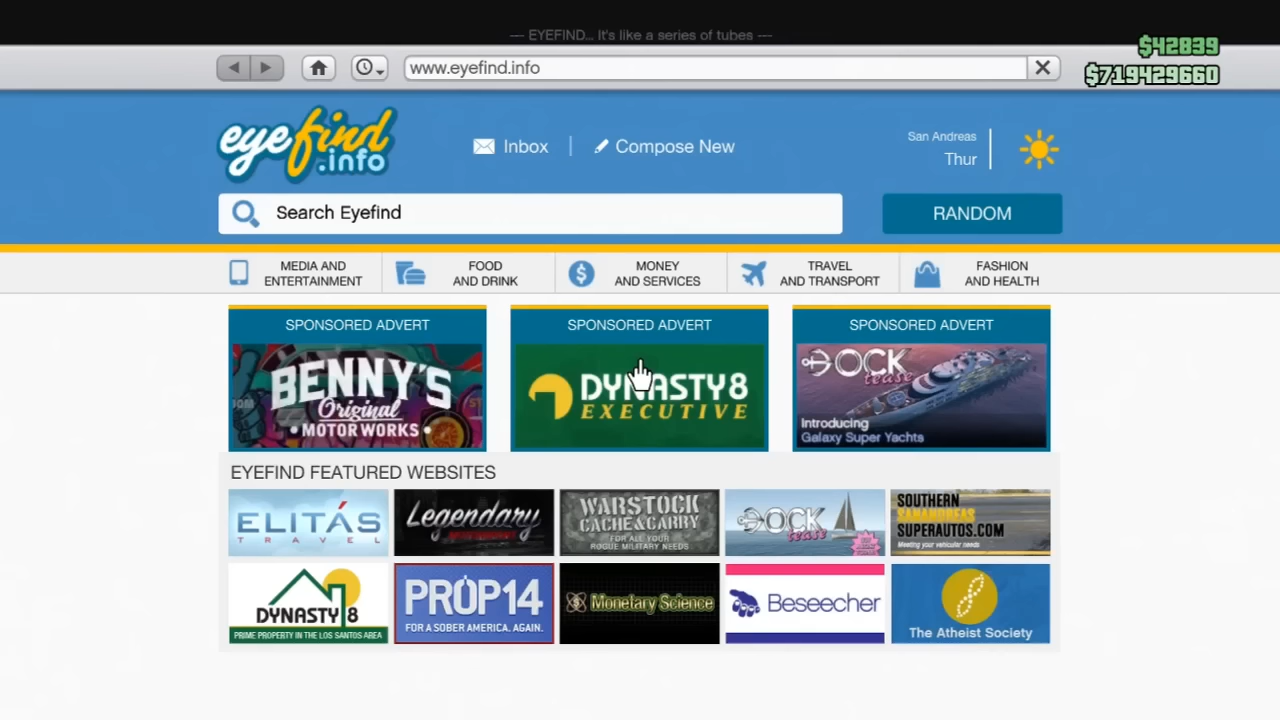 — EYEFIND... It's like a series of tubes —
$42839
www.eyefind.info
$719429660
eyefind
.info
Inbox
Compose New
San Andreas
Thur
Search Eyefind
RANDOM
MEDIA AND
ENTERTAINMENT
FOOD
AND DRINK
MONEY
AND SERVICES
TRAVEL
AND TRANSPORT
FASHION
AND HEALTH
SPONSORED ADVERT
BENNY'S
Original
• MOTOR WORKS •
SPONSORED ADVERT
DYNASTY8
EXECUTIVE
SPONSORED ADVERT
DOCK
tease
Introducing
Galaxy Super Yachts
EYEFIND FEATURED WEBSITES
ELITÁS
TRAVEL
Legendary
WARSTOCK
CACHE & CARRY
FOR ALL YOUR
ROGUE MILITARY NEEDS
DOCK
tease
SOUTHERN
SAN ANDREAS
SUPERAUTOS.COM
Meeting your vehicular needs
DYNASTY 8
PRIME PROPERTY IN THE LOS SANTOS AREA
PROP14
FOR A SOBER AMERICA. AGAIN.
Monetary Science
Beseecher
The Atheist Society